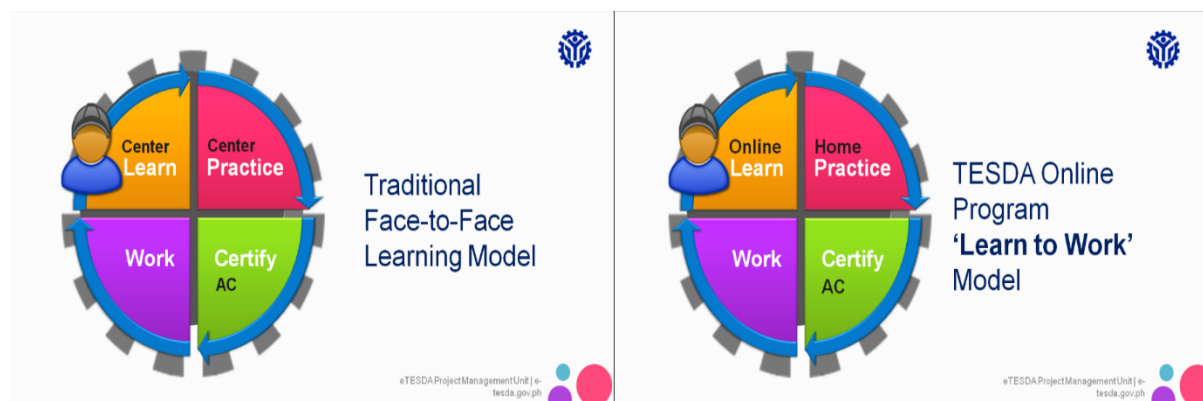 Center
Learn
Center
Practice
Work
Certify
AC
Traditional
Face-to-Face
Learning Model
eTESDA Project Management Unit | e-
tesda.gov.ph
Online
Learn
Home
Practice
Work
Certify
AC
TESDA Online
Program
‘Learn to Work’
Model
eTESDA Project Management Unit | e-
tesda.gov.ph